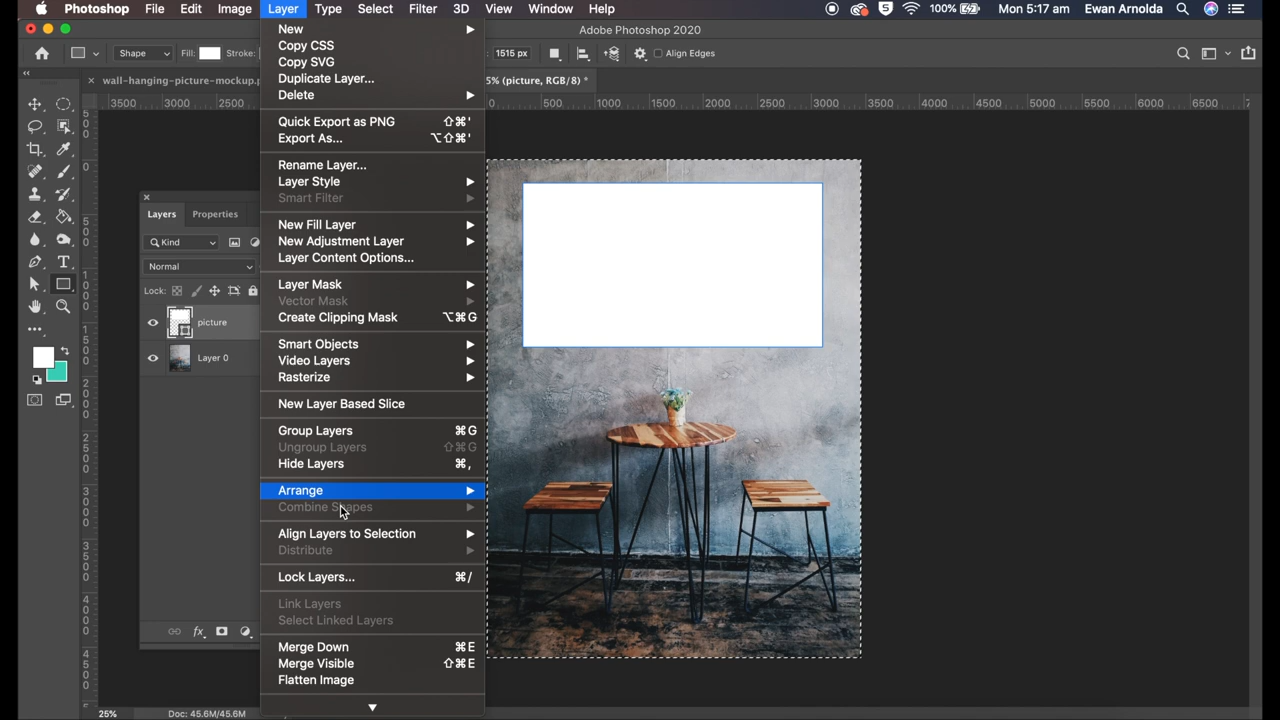 Photoshop File Edit Image Layer Type Select Filter 3D View Window Help 100% Mon 5:17 am Ewan Arnolda
Adobe Photoshop 2020
Shape Fill: Stroke: 1515 px Align Edges
wall-hanging-picture-mockup.p 5% (picture, RGB/8) *
3500 3000 2500 0 500 1000 1500 2000 2500 3000 3500 4000 4500 5000 5500 6000 6500
New
Copy CSS
Copy SVG
Duplicate Layer...
Delete
Quick Export as PNG ⇧⌘'
Export As... ⌥⇧⌘'
Rename Layer...
Layer Style
Smart Filter
New Fill Layer
New Adjustment Layer
Layer Content Options...
Layer Mask
Vector Mask
Create Clipping Mask ⌥⌘G
Smart Objects
Video Layers
Rasterize
New Layer Based Slice
Group Layers ⌘G
Ungroup Layers ⇧⌘G
Hide Layers ⌘,
Arrange
Combine Shapes
Align Layers to Selection
Distribute
Lock Layers... ⌘/
Link Layers
Select Linked Layers
Merge Down ⌘E
Merge Visible ⇧⌘E
Flatten Image
Layers Properties
Kind
Normal
Lock:
picture
Layer 0
fx
25% Doc: 45.6M/45.6M